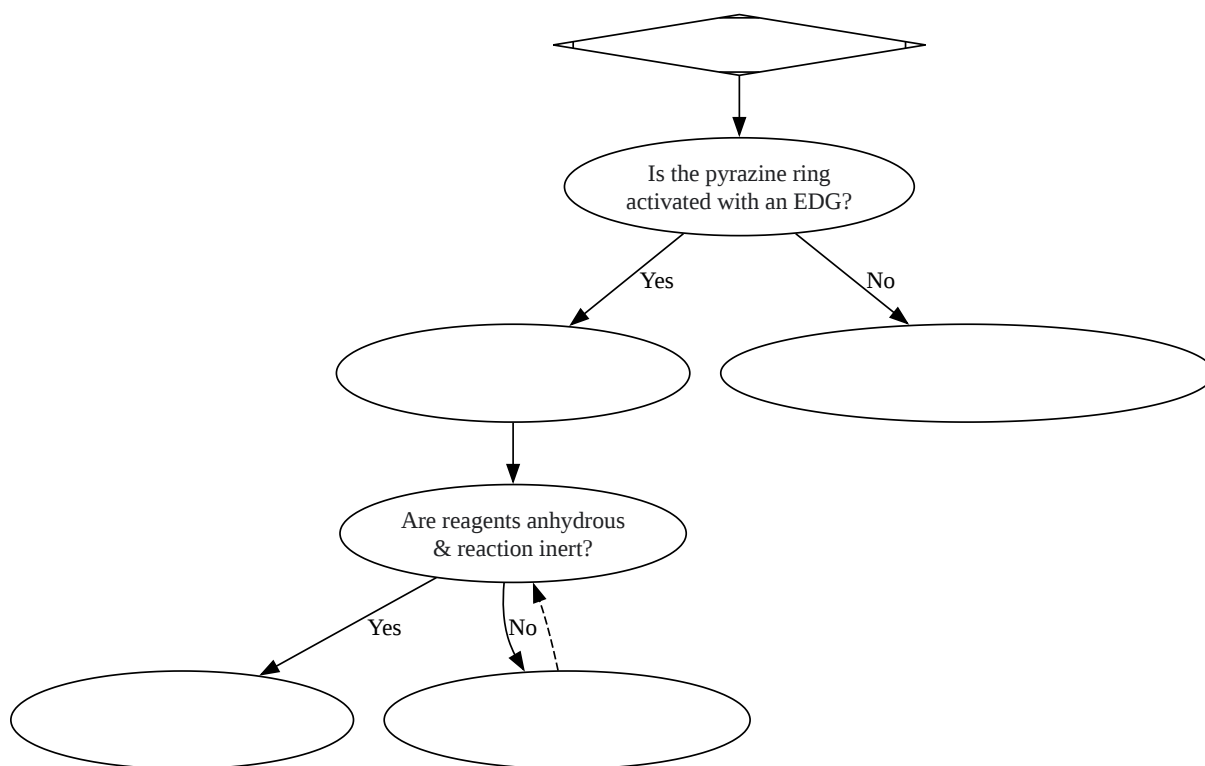 Is the pyrazine ring
activated with an EDG?
Yes
No
Are reagents anhydrous
& reaction inert?
Yes
No